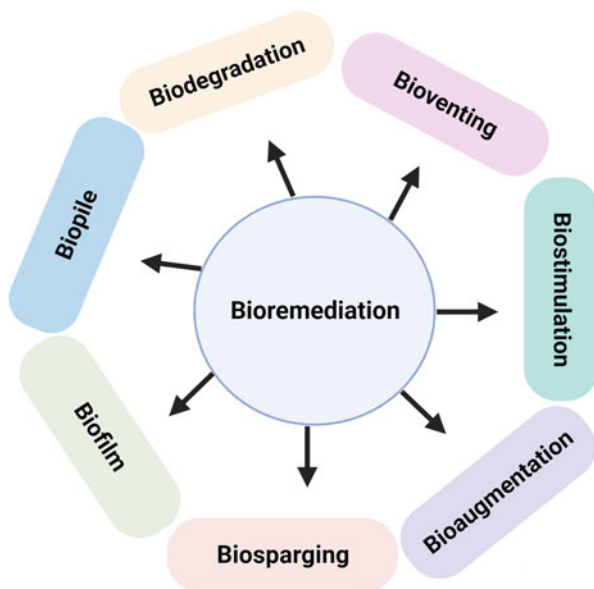 Biodegradation
Bioventing
Biopile
Biostimulation
Bioremediation
Biofilm
Bioaugmentation
Biosparging